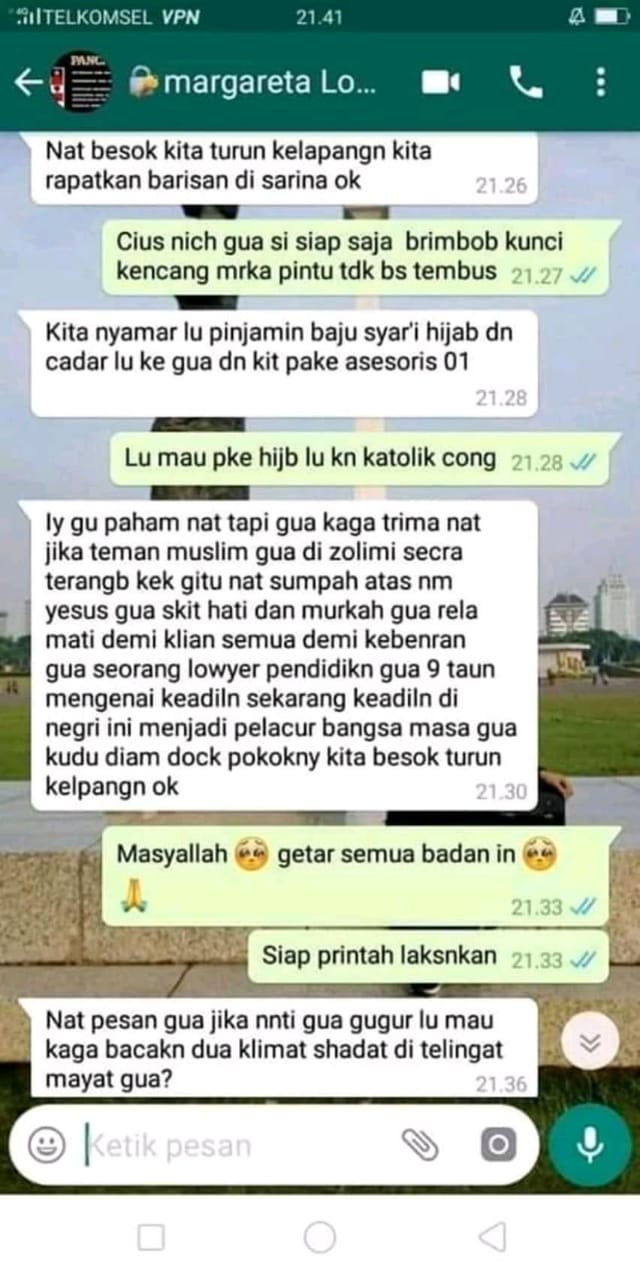 TELKOMSEL VPN 21.41
PANC
margareta Lo...
Nat besok kita turun kelapangn kita
rapatkan barisan di sarina ok
21.26
Cius nich gua si siap saja brimbob kunci
kencang mrka pintu tdk bs tembus 21.27
Kita nyamar lu pinjamin baju syar'i hijab dn
cadar lu ke gua dn kit pake asesoris 01
21.28
Lu mau pke hijb lu kn katolik cong 21.28
Iy gu paham nat tapi gua kaga trima nat
jika teman muslim gua di zolimi secra
terangb kek gitu nat sumpah atas nm
yesus gua skit hati dan murkah gua rela
mati demi klian semua demi kebenran
gua seorang lowyer pendidikn gua 9 taun
mengenai keadiln sekarang keadiln di
negri ini menjadi pelacur bangsa masa gua
kudu diam dock pokokny kita besok turun
kelpangn ok
21.30
Masyallah 🥺 getar semua badan in 🥺
🙏
21.33
Siap printah laksnkan 21.33
Nat pesan gua jika nnti gua gugur lu mau
kaga bacakn dua klimat shadat di telingat
mayat gua?
21.36
Ketik pesan